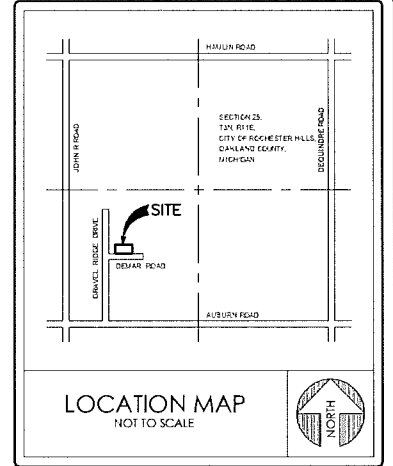 HAMLIN ROAD
SECTION 25,
T3N, R11E,
CITY OF ROCHESTER HILLS,
OAKLAND COUNTY,
MICHIGAN
JOHN R ROAD
DEQUINDRE ROAD
SITE
GRAVEL RIDGE DRIVE
DEMAR ROAD
AUBURN ROAD
LOCATION MAP
NOT TO SCALE
NORTH